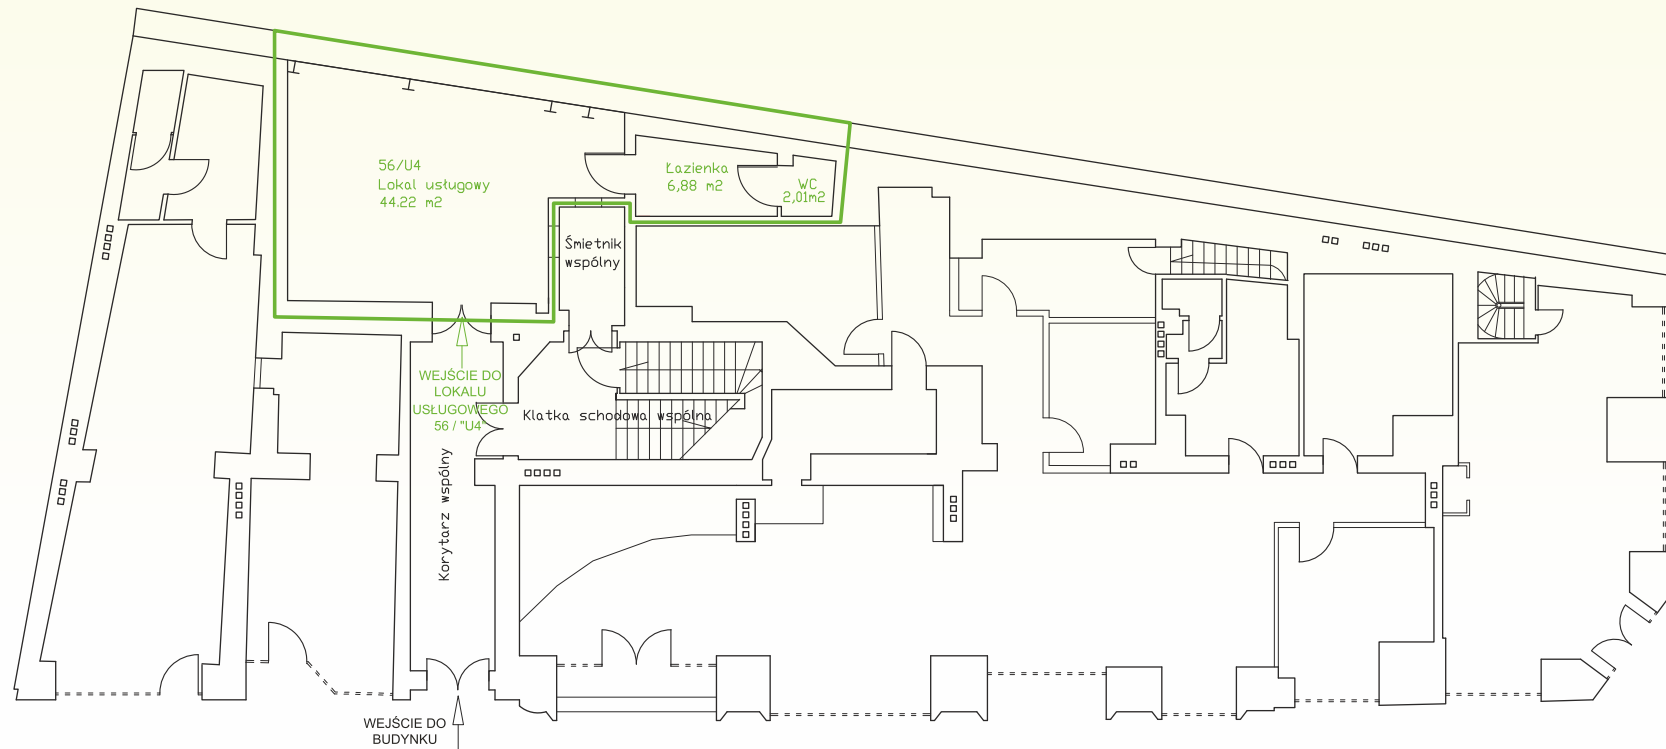 56/U4
Lokal usługowy
44.22 m2
Łazienka
6,88 m2
WC
2,01m2
Śmietnik
wspólny
WEJŚCIE DO
LOKALU
USŁUGOWEGO
56 / "U4"
Klatka schodowa wspólna
Korytarz wspólny
WEJŚCIE DO
BUDYNKU